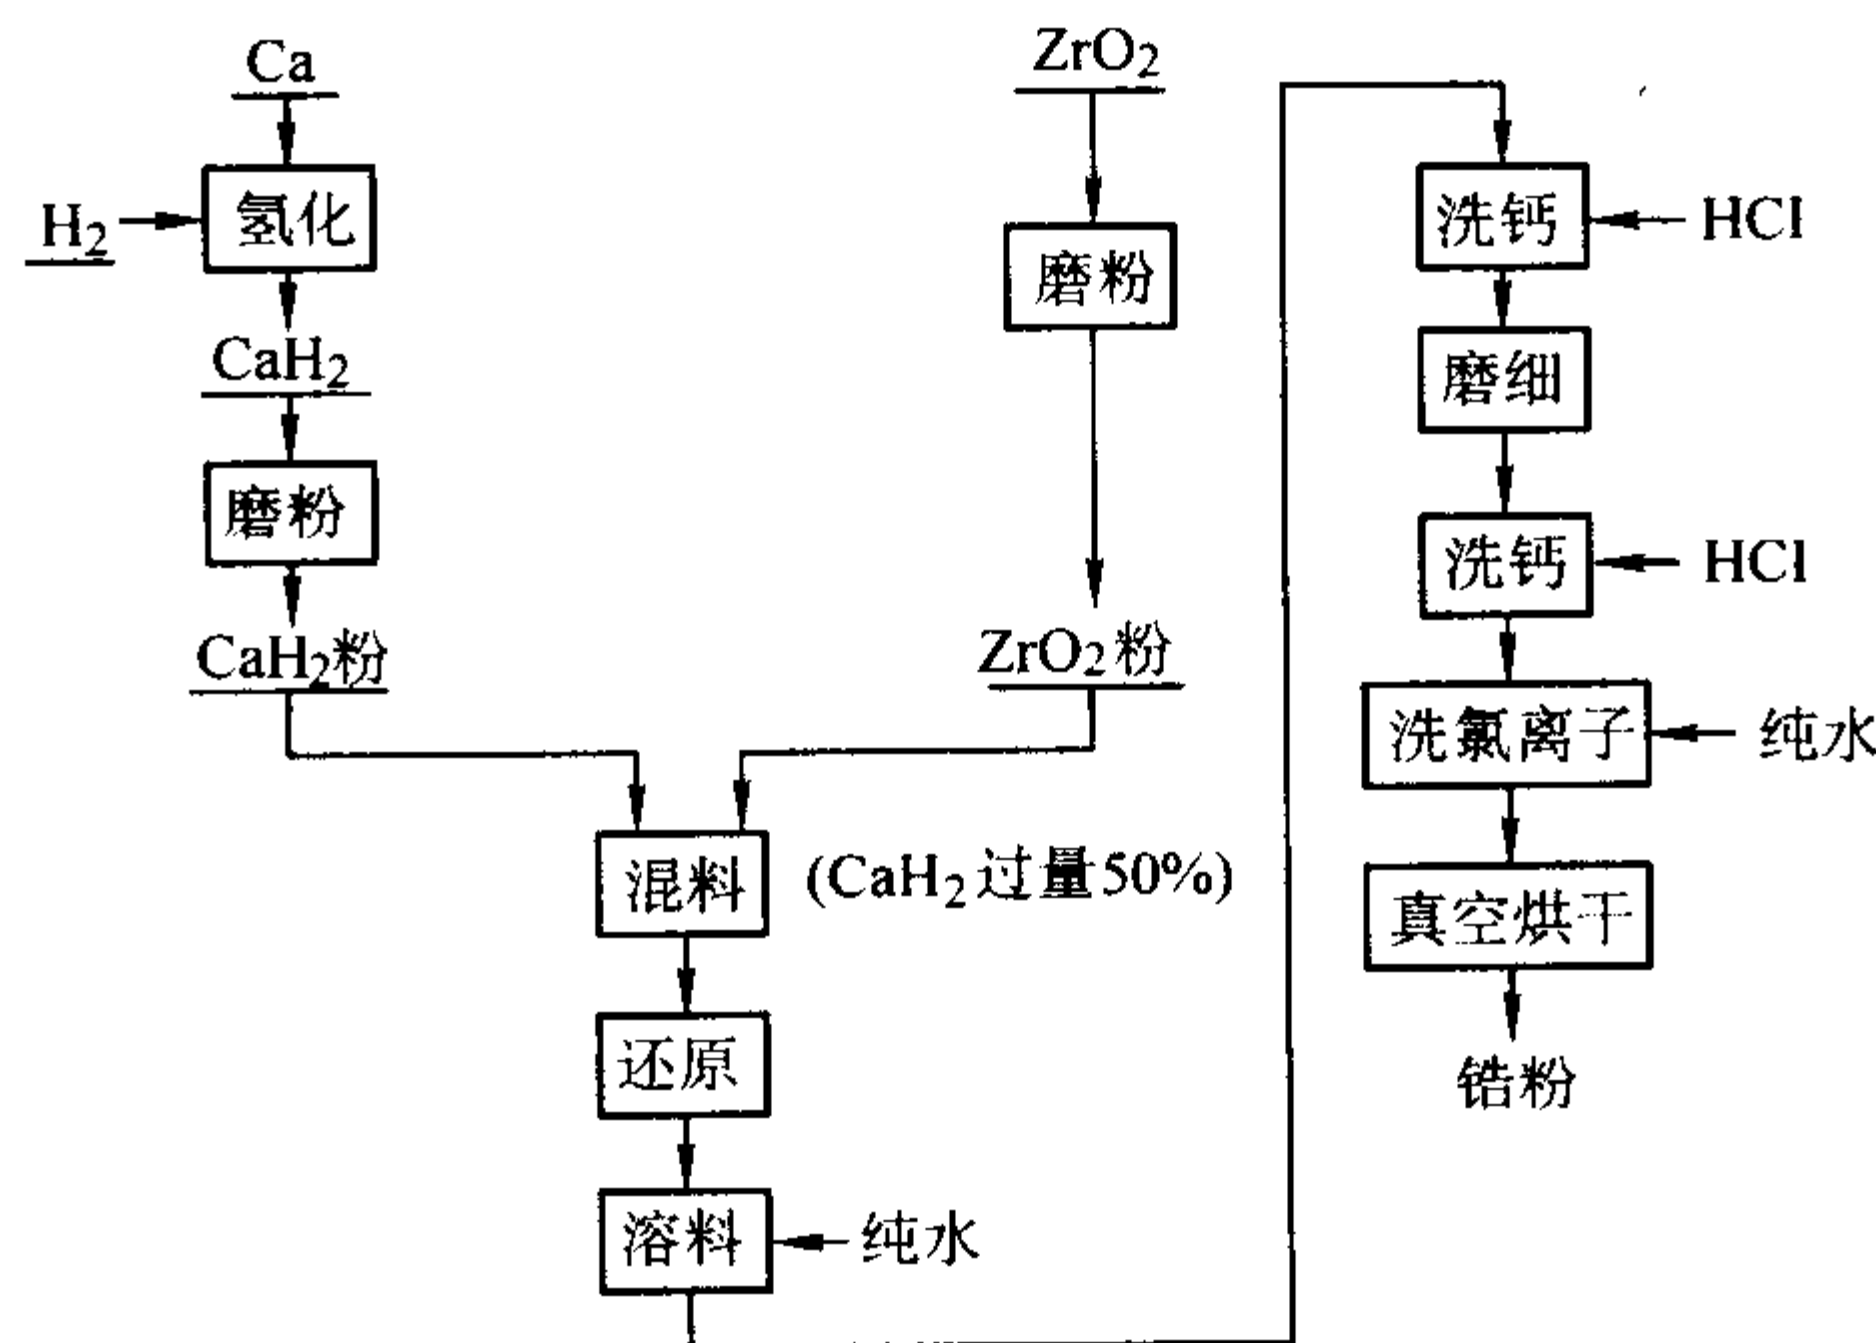 Ca
H₂
氢化
CaH₂
磨粉
CaH₂粉
ZrO₂
磨粉
ZrO₂粉
混料
(CaH₂过量50%)
还原
溶料
纯水
洗钙
HCl
磨细
洗钙
HCl
洗氯离子
纯水
真空烘干
锆粉